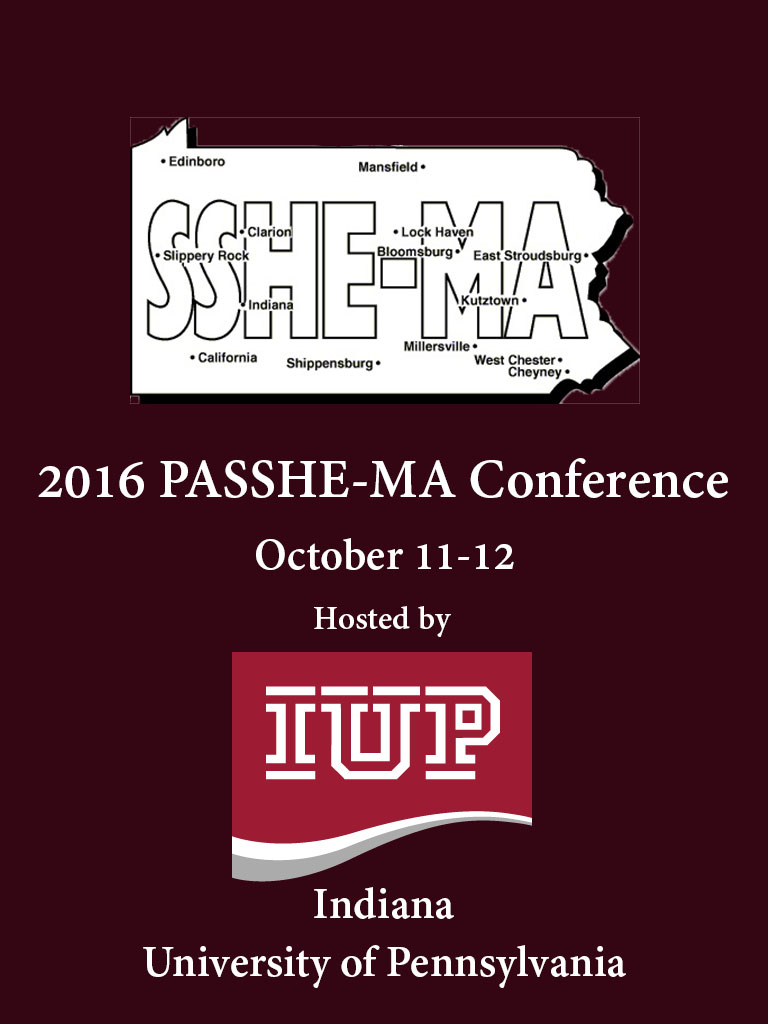 Edinboro
Mansfield
SSHE-MA
Clarion
Lock Haven
Slippery Rock
Bloomsburg
East Stroudsburg
Indiana
Kutztown
Millersville
California
Shippensburg
West Chester
Cheyney
2016 PASSHE-MA Conference
October 11-12
Hosted by
IUP
Indiana
University of Pennsylvania